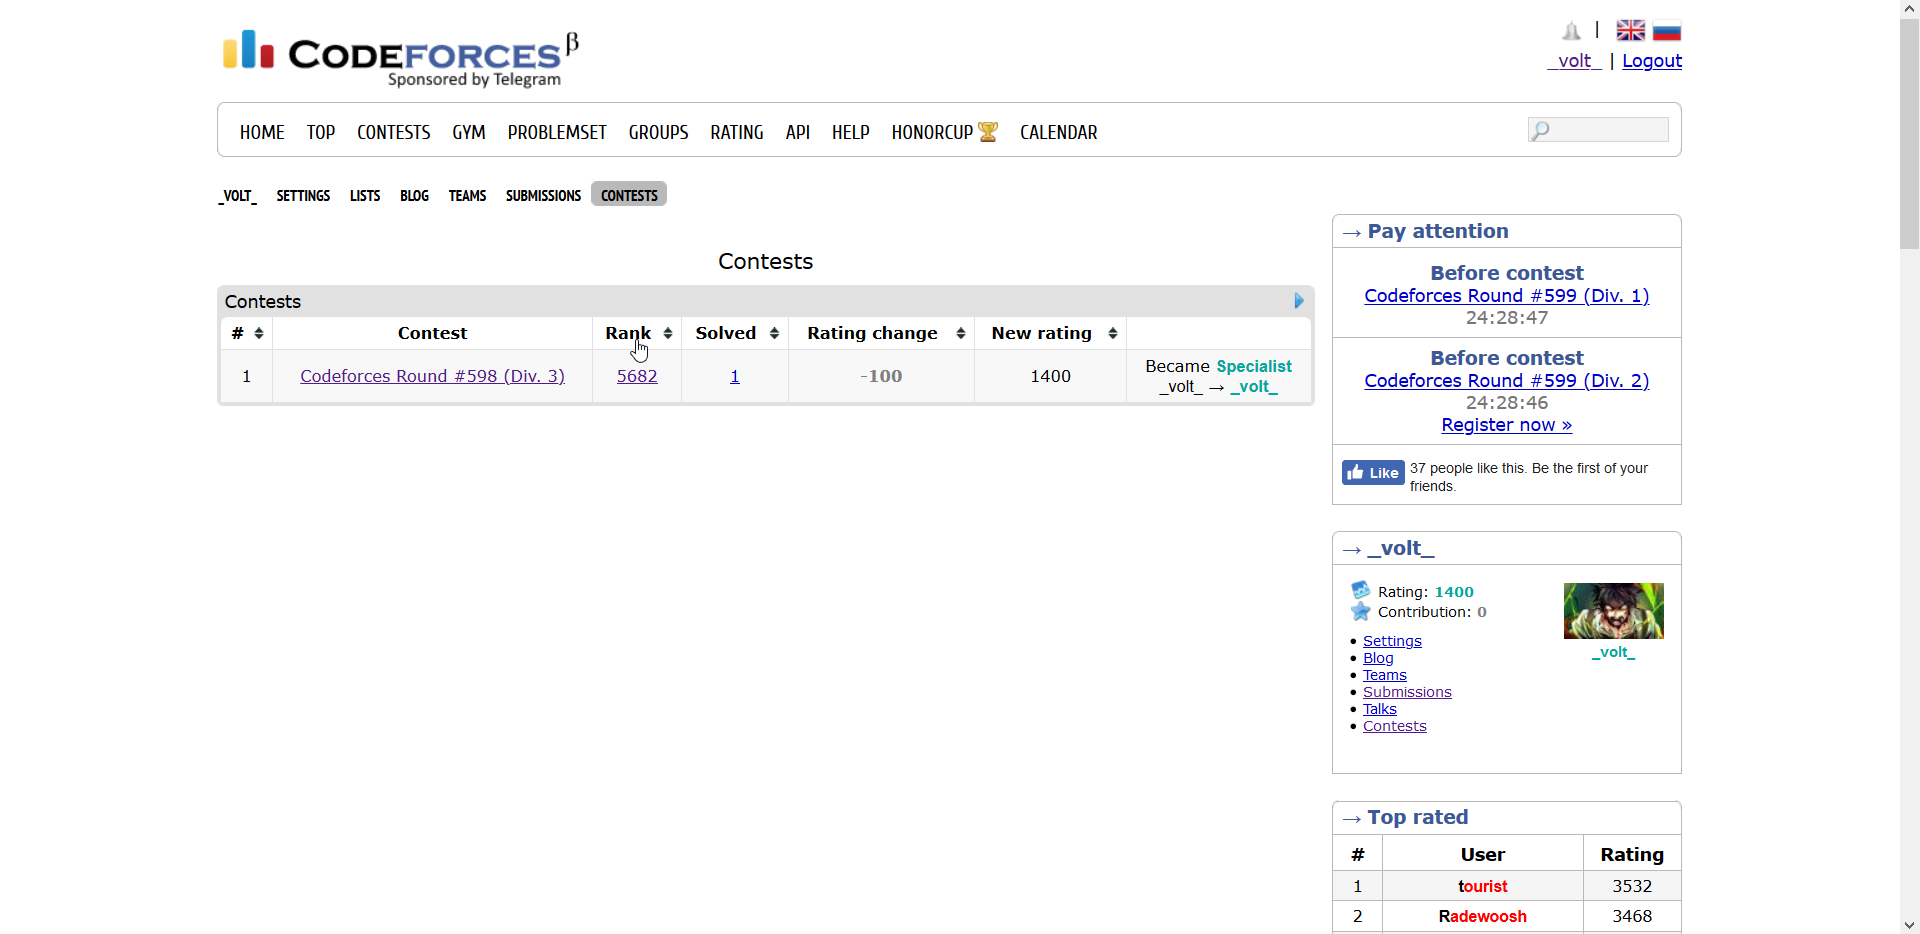 CODEFORCES β
Sponsored by Telegram
|
_volt_ | Logout
HOME TOP CONTESTS GYM PROBLEMSET GROUPS RATING API HELP HONORCUP CALENDAR
_VOLT_ SETTINGS LISTS BLOG TEAMS SUBMISSIONS CONTESTS
Contests
Contests
# Contest Rank Solved Rating change New rating
1 Codeforces Round #598 (Div. 3) 5682 1 -100 1400 Became Specialist
_volt_ → _volt_
→ Pay attention
Before contest
Codeforces Round #599 (Div. 1)
24:28:47
Before contest
Codeforces Round #599 (Div. 2)
24:28:46
Register now »
Like 37 people like this. Be the first of your
friends.
→ _volt_
Rating: 1400
Contribution: 0
• Settings
• Blog
• Teams
• Submissions
• Talks
• Contests
_volt_
→ Top rated
# User Rating
1 tourist 3532
2 Radewoosh 3468